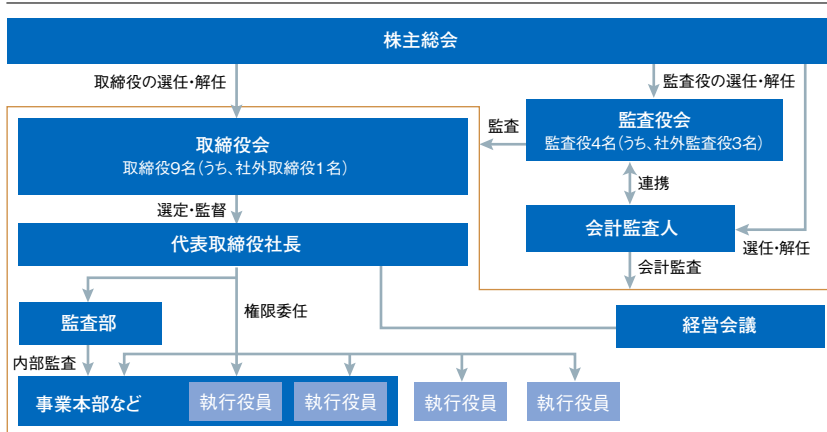 株主総会
取締役の選任・解任
監査役の選任・解任
取締役会
取締役9名(うち、社外取締役1名)
監査
監査役会
監査役4名(うち、社外監査役3名)
連携
選定・監督
代表取締役社長
会計監査人
選任・解任
会計監査
監査部
権限委任
経営会議
内部監査
事業本部など
執行役員
執行役員
執行役員
執行役員